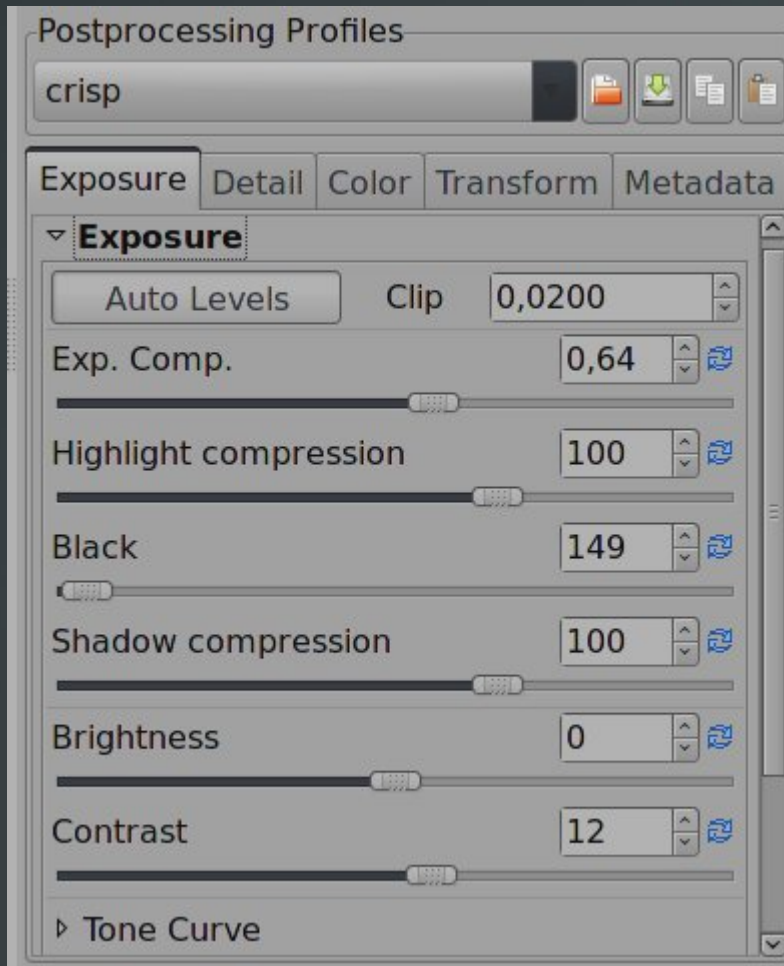 Postprocessing Profiles
crisp
Exposure Detail Color Transform Metadata
Exposure
Auto Levels Clip 0,0200
Exp. Comp. 0,64
Highlight compression 100
Black 149
Shadow compression 100
Brightness 0
Contrast 12
Tone Curve